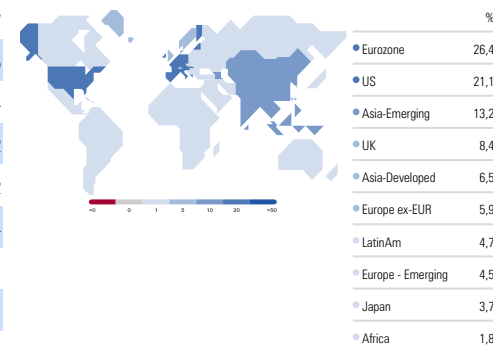 %
Eurozone 26,4
US 21,1
Asia-Emerging 13,2
UK 8,4
Asia-Developed 6,5
Europe ex-EUR 5,9
LatinAm 4,7
Europe - Emerging 4,5
Japan 3,7
Africa 1,8
<0 0 1 5 10 20 >50